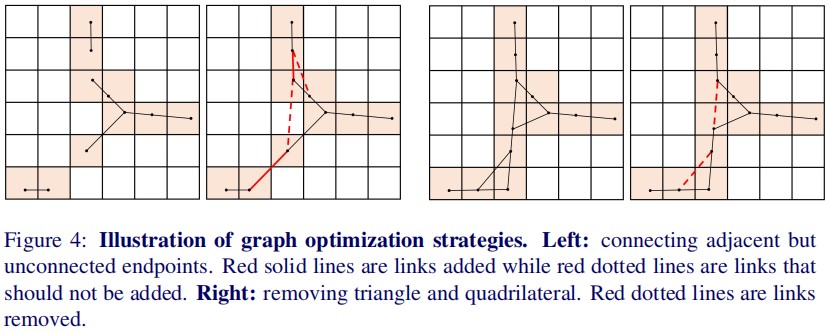 Figure 4: Illustration of graph optimization strategies. Left: connecting adjacent but
unconnected endpoints. Red solid lines are links added while red dotted lines are links that
should not be added. Right: removing triangle and quadrilateral. Red dotted lines are links
removed.